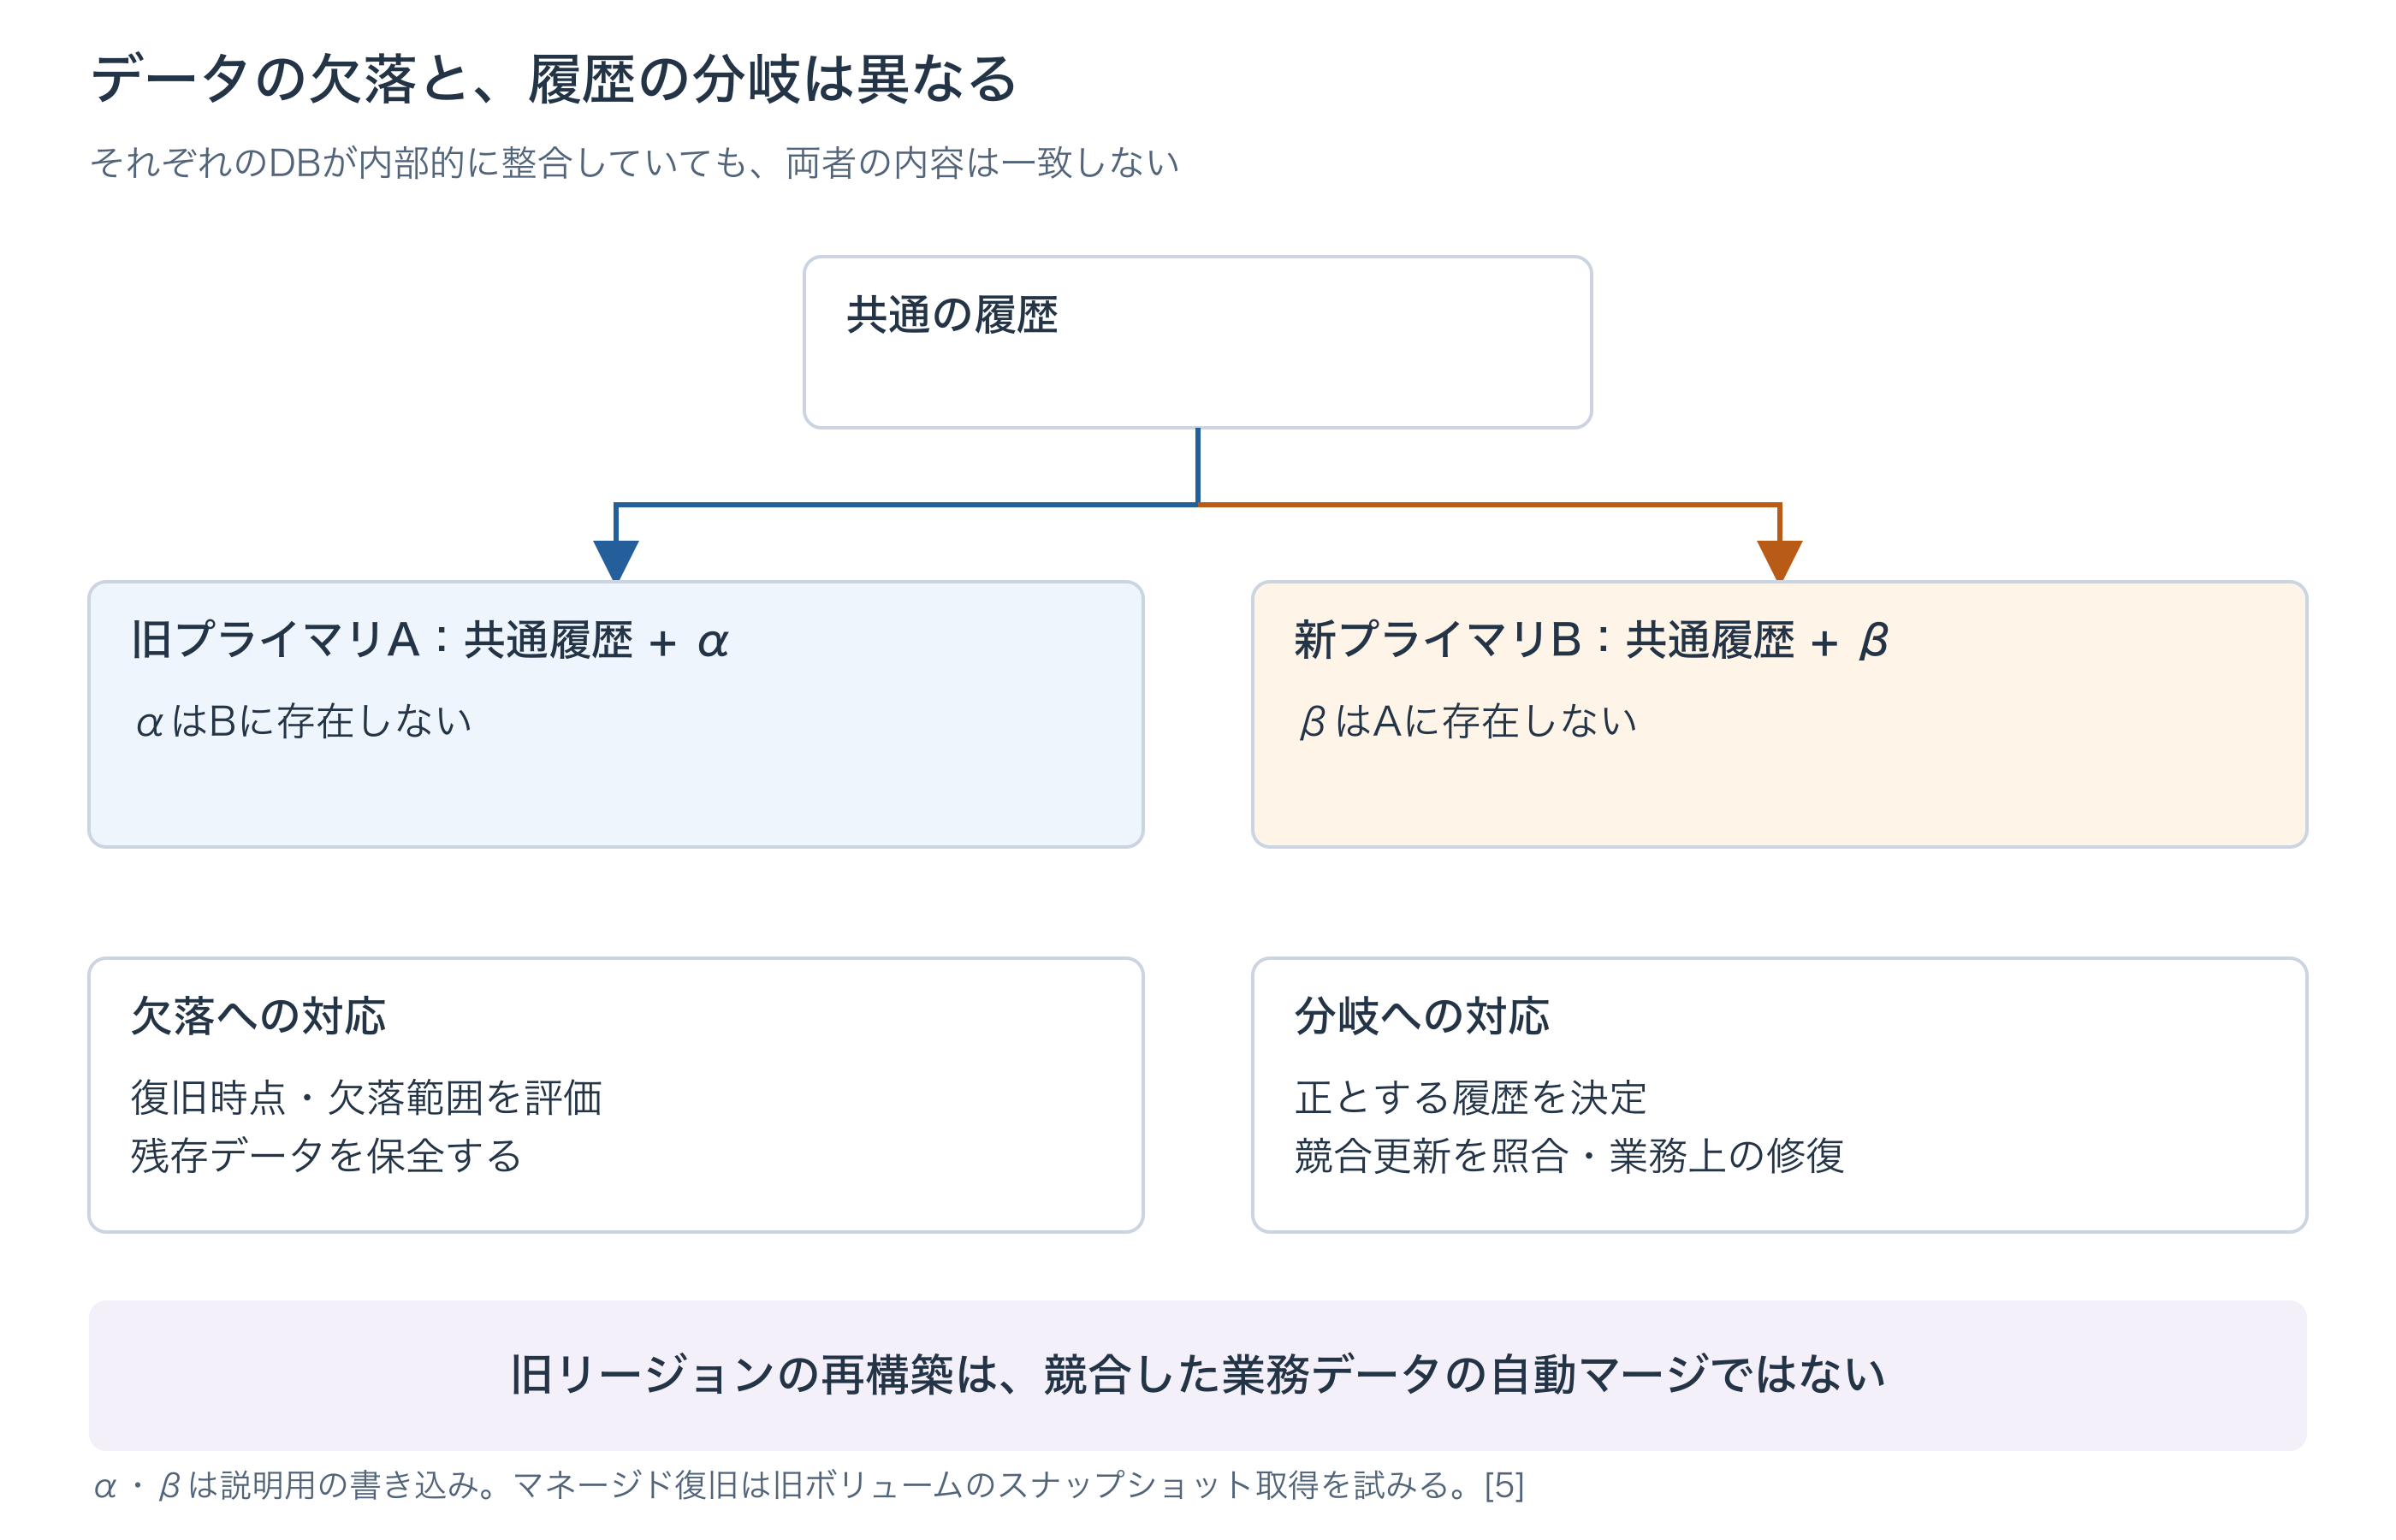 データの欠落と、履歴の分岐は異なる
それぞれのDBが内部的に整合していても、両者の内容は一致しない
共通の履歴
旧プライマリA：共通履歴 + α
αはBに存在しない
新プライマリB：共通履歴 + β
βはAに存在しない
欠落への対応
復旧時点・欠落範囲を評価
残存データを保全する
分岐への対応
正とする履歴を決定
競合更新を照合・業務上の修復
旧リージョンの再構築は、競合した業務データの自動マージではない
α・βは説明用の書き込み。マネージド復旧は旧ボリュームのスナップショット取得を試みる。[5]